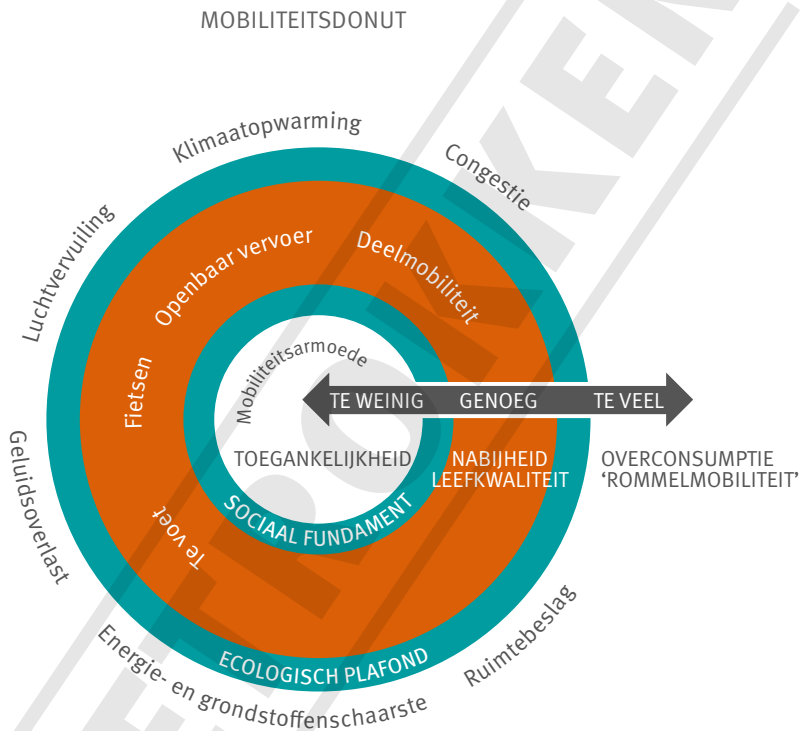 MOBILITEITSDONUT
Klimaatopwarming
Congestie
Luchtvervuiling
Openbaar vervoer
Deelmobiliteit
Mobiliteitsarmoede
Fietsen
TE WEINIG GENOEG TE VEEL
TOEGANKELIJKHEID NABIJHEID OVERCONSUMPTIE
LEEFKWALITEIT ‘ROMMELMOBILITEIT’
Geluidsoverlast
SOCIAAL FUNDAMENT
Te voet
Ruimtebeslag
ECOLOGISCH PLAFOND
Energie- en grondstoffenschaarste